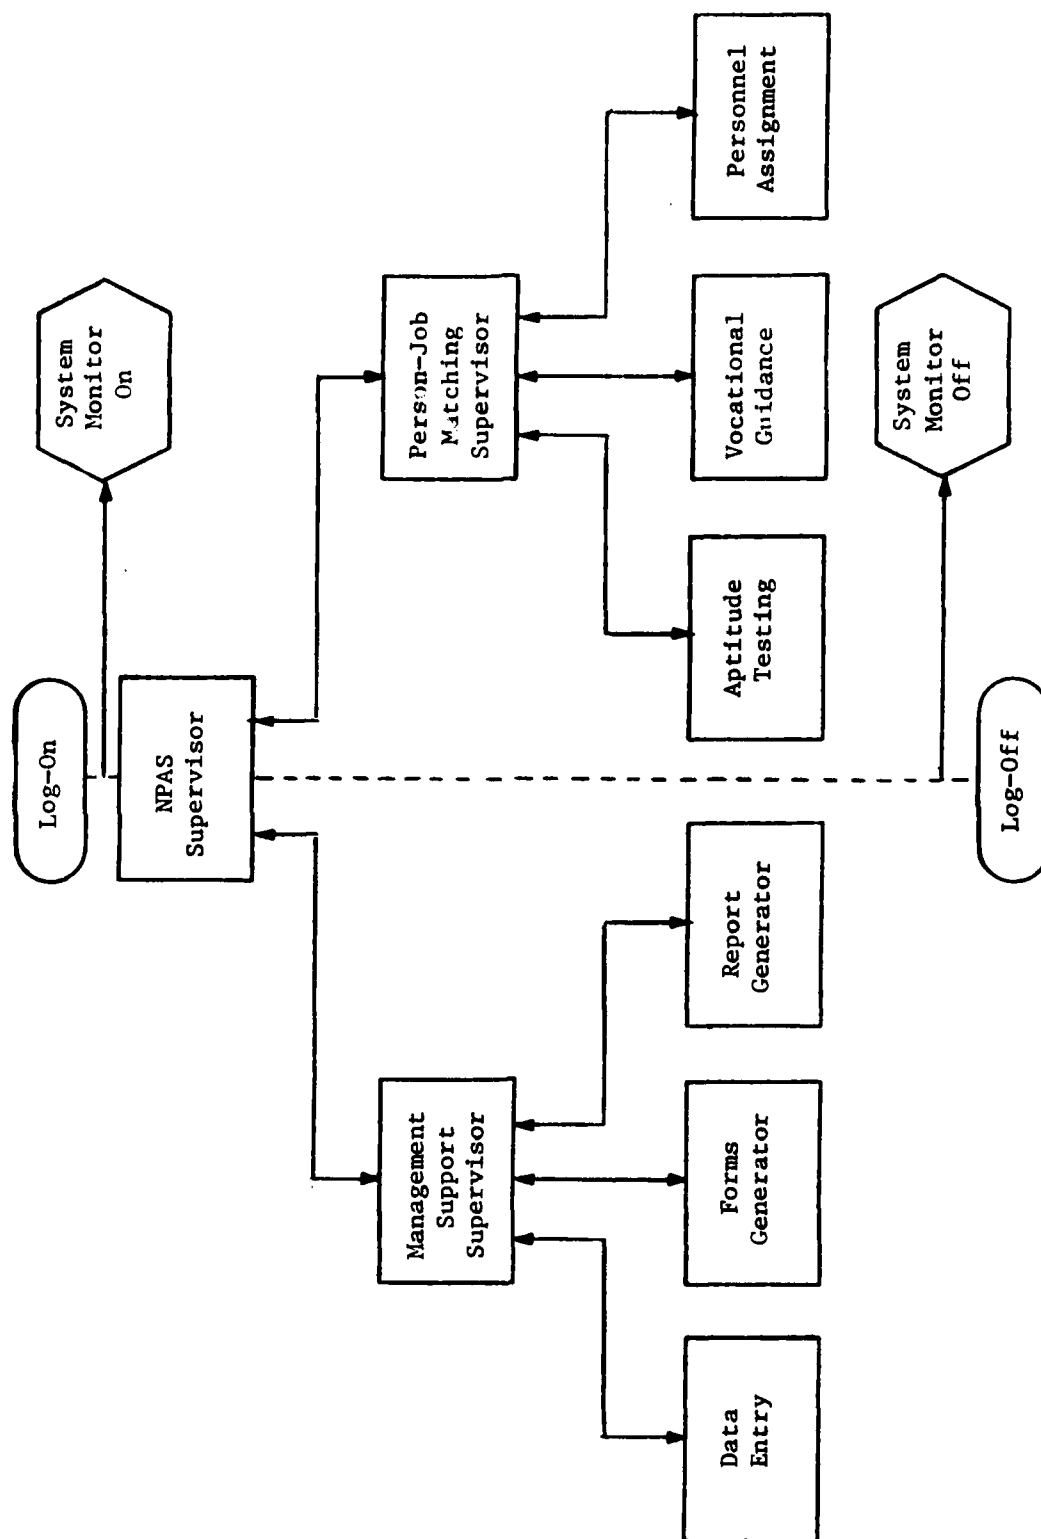 Log-On
System
Monitor
On
NPAS
Supervisor
Management
Support
Supervisor
Person-Job
Matching
Supervisor
Data
Entry
Forms
Generator
Report
Generator
Aptitude
Testing
Vocational
Guidance
Personnel
Assignment
System
Monitor
Off
Log-Off